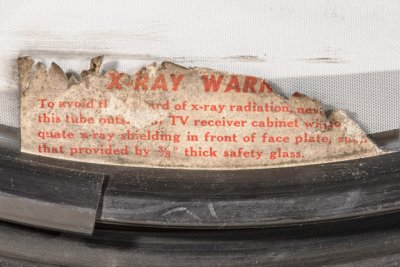 X-RAY WARN
To avoid th ard of x-ray radiation, nev
this tube outs r TV receiver cabinet w
quate x-ray shielding in front of face plate, su
that provided by 3/8" thick safety glass.